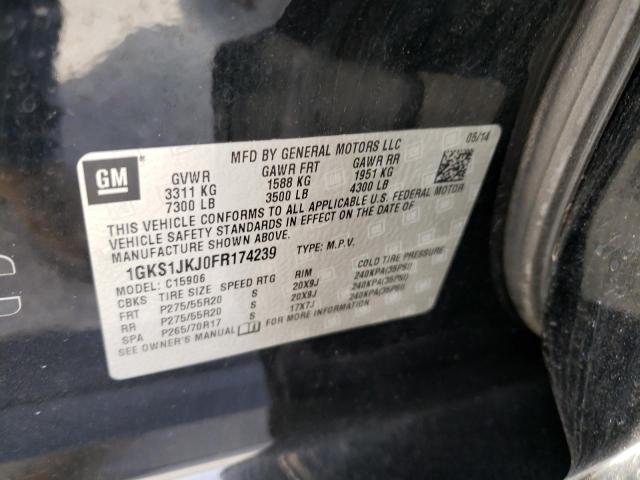 GM
MFD BY GENERAL MOTORS LLC 05/14
GVWR GAWR FRT GAWR RR
3311 KG 1588 KG 1951 KG
7300 LB 3500 LB 4300 LB
THIS VEHICLE CONFORMS TO ALL APPLICABLE U.S. FEDERAL MOTOR
VEHICLE SAFETY STANDARDS IN EFFECT ON THE DATE OF
MANUFACTURE SHOWN ABOVE.
1GKS1JKJ0FR174239 TYPE: M.P.V.
MODEL: C15906
CBKS TIRE SIZE SPEED RTG RIM COLD TIRE PRESSURE
FRT P275/55R20 S 20X9J 240KPA(35PSI)
RR P275/55R20 S 20X9J 240KPA(35PSI)
SPA P265/70R17 S 17X7J 240KPA(35PSI)
SEE OWNER'S MANUAL FOR MORE INFORMATION.